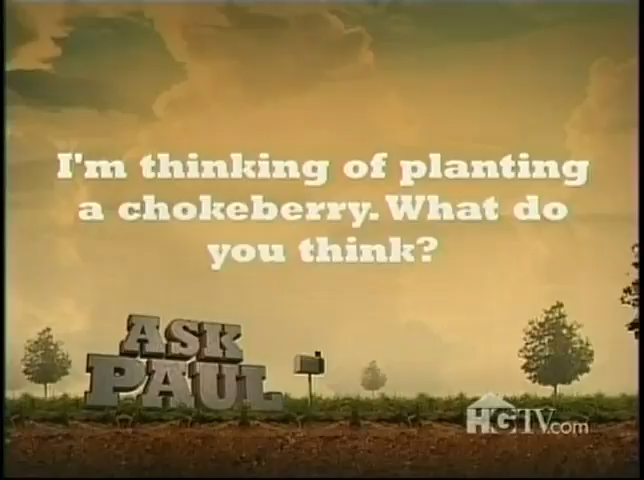 I'm thinking of planting
a chokeberry. What do
you think?
ASK
PAUL
HGTV.com